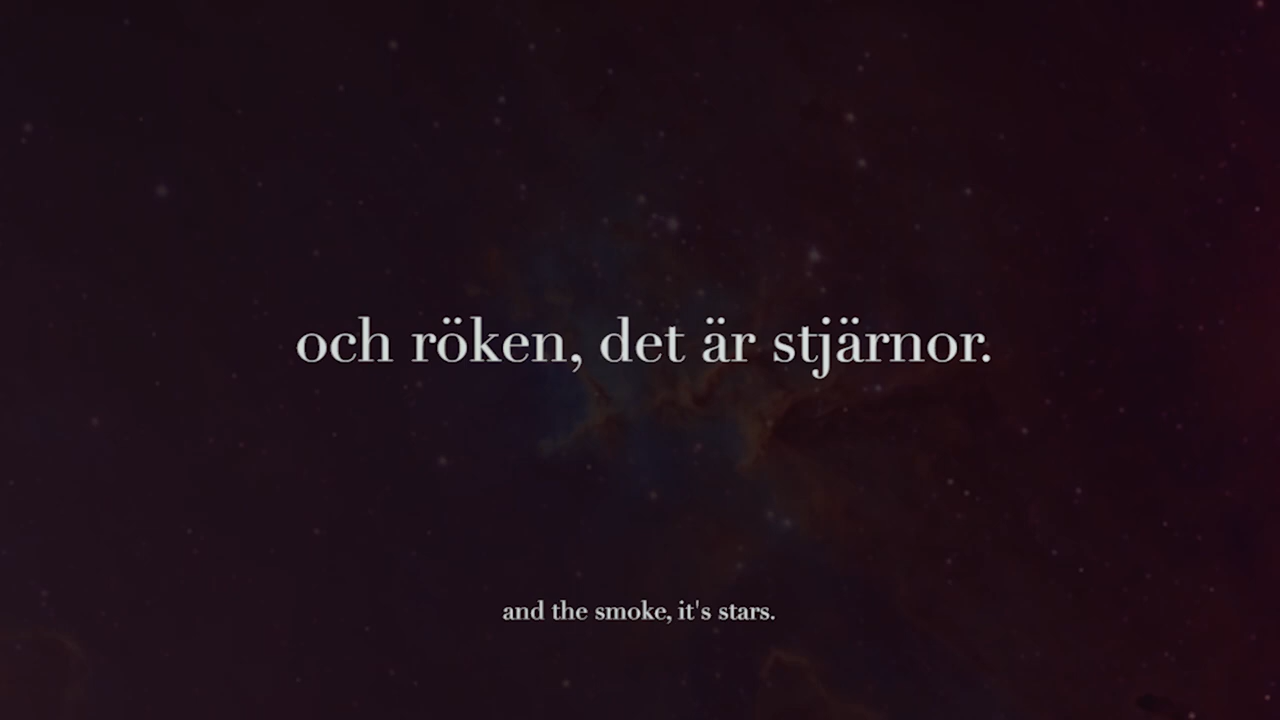 och röken, det är stjärnor.
and the smoke, it's stars.